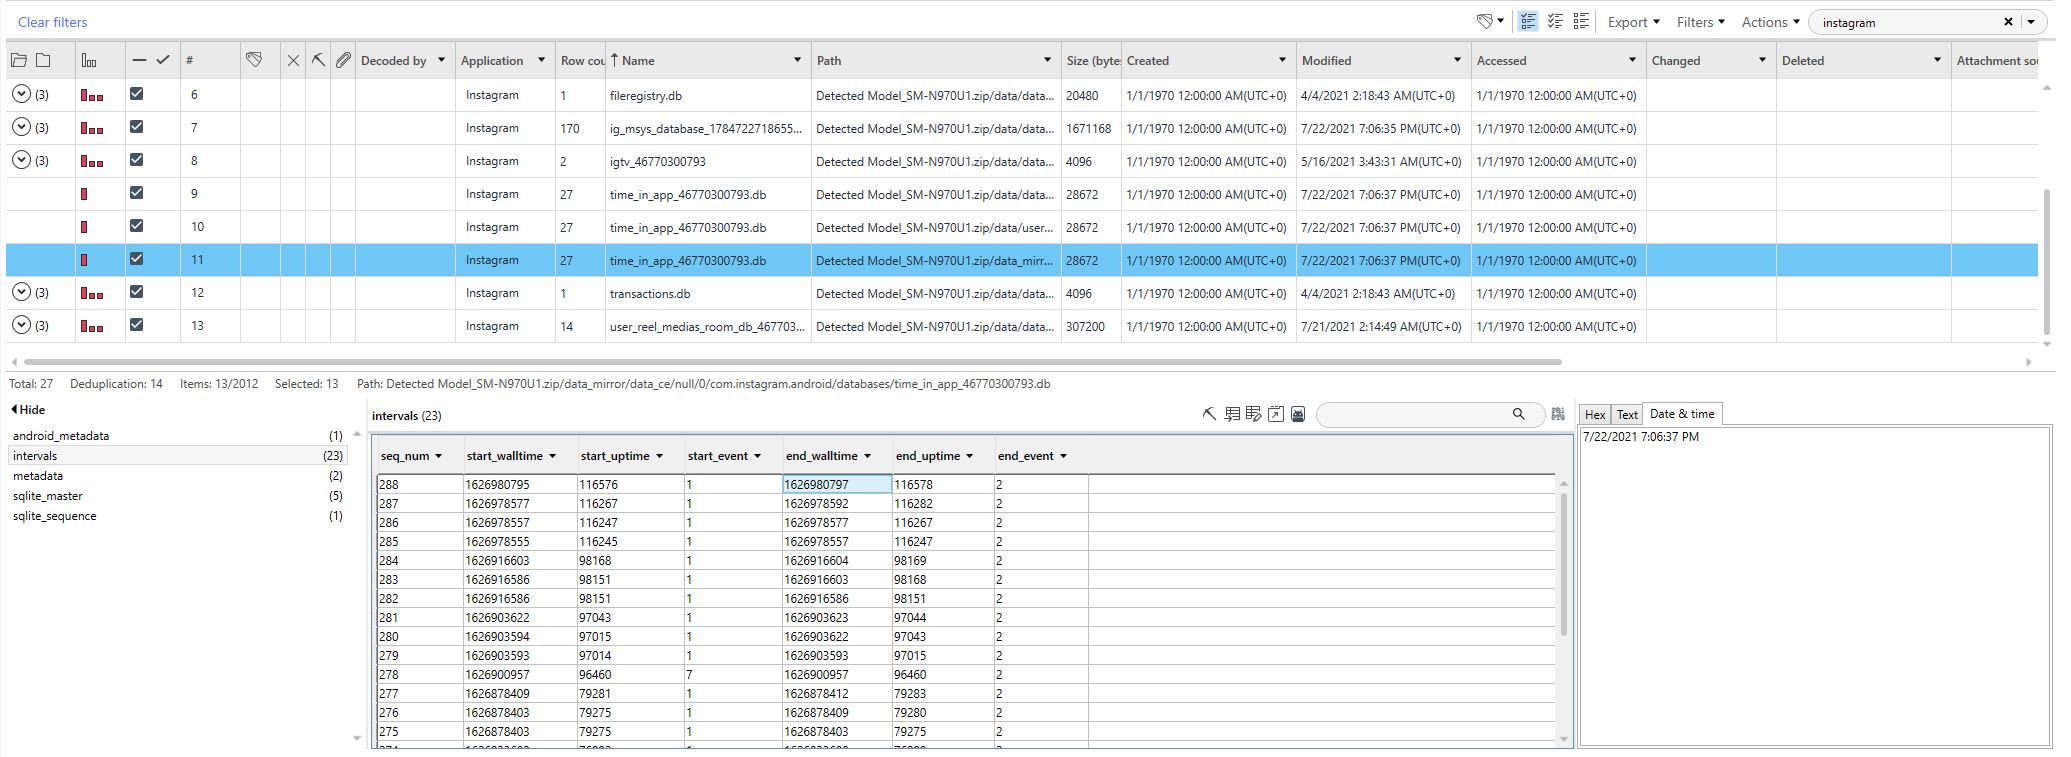 Clear filters Export Filters Actions instagram
# Decoded by Application Row cou Name Path Size (bytes Created Modified Accessed Changed Deleted Attachment sou
(3) 6 Instagram 1 fileregistry.db Detected Model_SM-N970U1.zip/data/data... 20480 1/1/1970 12:00:00 AM(UTC+0) 4/4/2021 2:18:43 AM(UTC+0) 1/1/1970 12:00:00 AM(UTC+0)
(3) 7 Instagram 170 ig_msys_database_1784722718655... Detected Model_SM-N970U1.zip/data/data... 1671168 1/1/1970 12:00:00 AM(UTC+0) 7/22/2021 7:06:35 PM(UTC+0) 1/1/1970 12:00:00 AM(UTC+0)
(3) 8 Instagram 2 igtv_46770300793 Detected Model_SM-N970U1.zip/data/data... 4096 1/1/1970 12:00:00 AM(UTC+0) 5/16/2021 3:43:31 AM(UTC+0) 1/1/1970 12:00:00 AM(UTC+0)
9 Instagram 27 time_in_app_46770300793.db Detected Model_SM-N970U1.zip/data/data... 28672 1/1/1970 12:00:00 AM(UTC+0) 7/22/2021 7:06:37 PM(UTC+0) 1/1/1970 12:00:00 AM(UTC+0)
10 Instagram 27 time_in_app_46770300793.db Detected Model_SM-N970U1.zip/data/user... 28672 1/1/1970 12:00:00 AM(UTC+0) 7/22/2021 7:06:37 PM(UTC+0) 1/1/1970 12:00:00 AM(UTC+0)
11 Instagram 27 time_in_app_46770300793.db Detected Model_SM-N970U1.zip/data_mirr... 28672 1/1/1970 12:00:00 AM(UTC+0) 7/22/2021 7:06:37 PM(UTC+0) 1/1/1970 12:00:00 AM(UTC+0)
(3) 12 Instagram 1 transactions.db Detected Model_SM-N970U1.zip/data/data... 4096 1/1/1970 12:00:00 AM(UTC+0) 4/4/2021 2:18:43 AM(UTC+0) 1/1/1970 12:00:00 AM(UTC+0)
(3) 13 Instagram 14 user_reel_medias_room_db_467703... Detected Model_SM-N970U1.zip/data/data... 307200 1/1/1970 12:00:00 AM(UTC+0) 7/21/2021 2:14:49 AM(UTC+0) 1/1/1970 12:00:00 AM(UTC+0)
Total: 27 Deduplication: 14 Items: 13/2012 Selected: 13 Path: Detected Model_SM-N970U1.zip/data_mirror/data_ce/null/0/com.instagram.android/databases/time_in_app_46770300793.db
Hide
android_metadata (1)
intervals (23)
metadata (2)
sqlite_master (5)
sqlite_sequence (1)
intervals (23)
seq_num start_walltime start_uptime start_event end_walltime end_uptime end_event
288 1626980795 116576 1 1626980797 116578 2
287 1626978577 116267 1 1626978592 116282 2
286 1626978557 116247 1 1626978577 116267 2
285 1626978555 116245 1 1626978557 116247 2
284 1626916603 98168 1 1626916604 98169 2
283 1626916586 98151 1 1626916603 98168 2
282 1626916586 98151 1 1626916586 98151 2
281 1626903622 97043 1 1626903623 97044 2
280 1626903594 97015 1 1626903622 97043 2
279 1626903593 97014 1 1626903593 97015 2
278 1626900957 96460 7 1626900957 96460 2
277 1626878409 79281 1 1626878412 79283 2
276 1626878403 79275 1 1626878409 79280 2
275 1626878403 79275 1 1626878403 79275 2
Hex Text Date & time
7/22/2021 7:06:37 PM